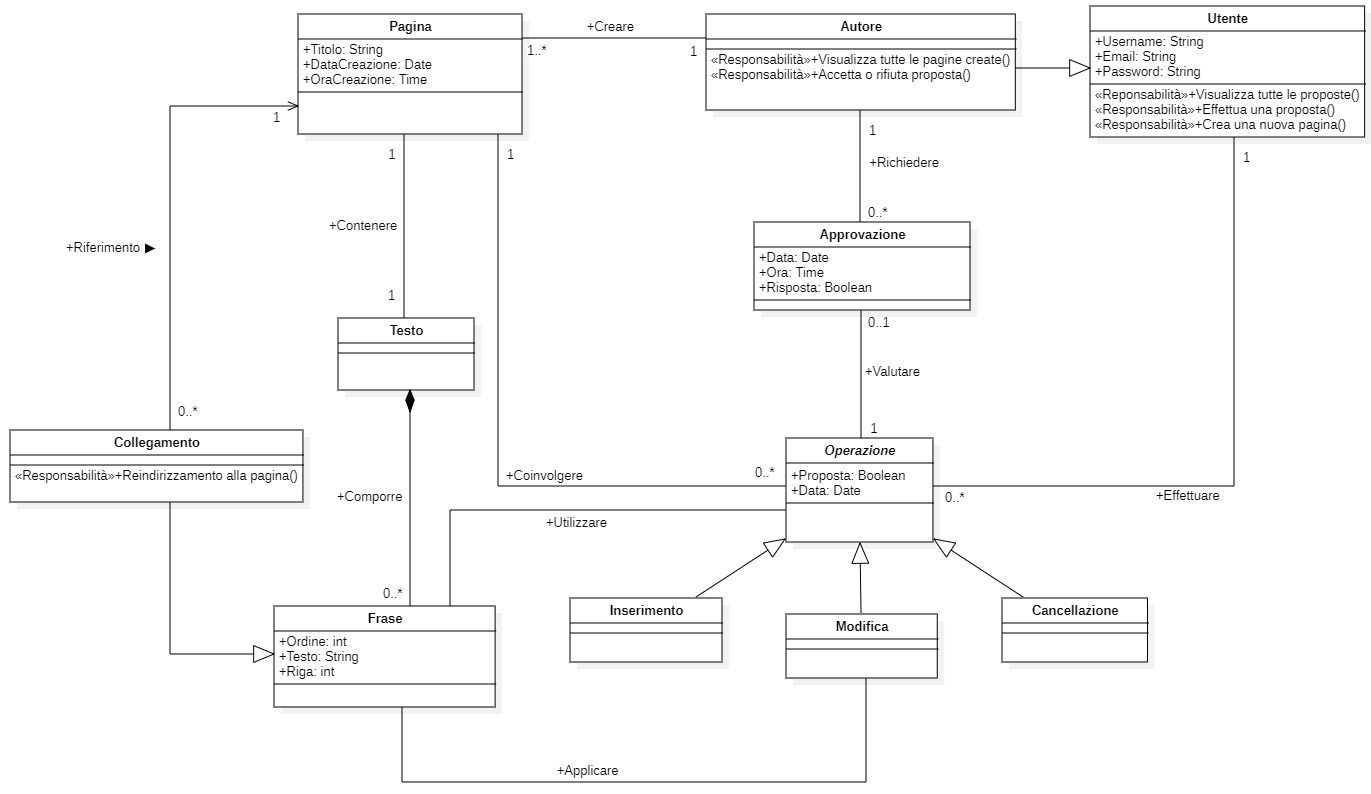 Pagina
+Titolo: String
+DataCreazione: Date
+OraCreazione: Time
+Creare
1..*
1
Autore
«Responsabilità»+Visualizza tutte le pagine create()
«Responsabilità»+Accetta o rifiuta proposta()
Utente
+Username: String
+Email: String
+Password: String
«Reponsabilità»+Visualizza tutte le proposte()
«Responsabilità»+Effettua una proposta()
«Responsabilità»+Crea una nuova pagina()
1
1
1
1
1
+Richiedere
0..*
+Contenere
+Riferimento ►
Approvazione
+Data: Date
+Ora: Time
+Risposta: Boolean
1
0..1
Testo
+Valutare
0..*
1
Collegamento
«Responsabilità»+Reindirizzamento alla pagina()
Operazione
+Proposta: Boolean
+Data: Date
+Coinvolgere
0..*
0..*
+Effettuare
+Comporre
+Utilizzare
0..*
Frase
+Ordine: int
+Testo: String
+Riga: int
Inserimento
Modifica
Cancellazione
+Applicare